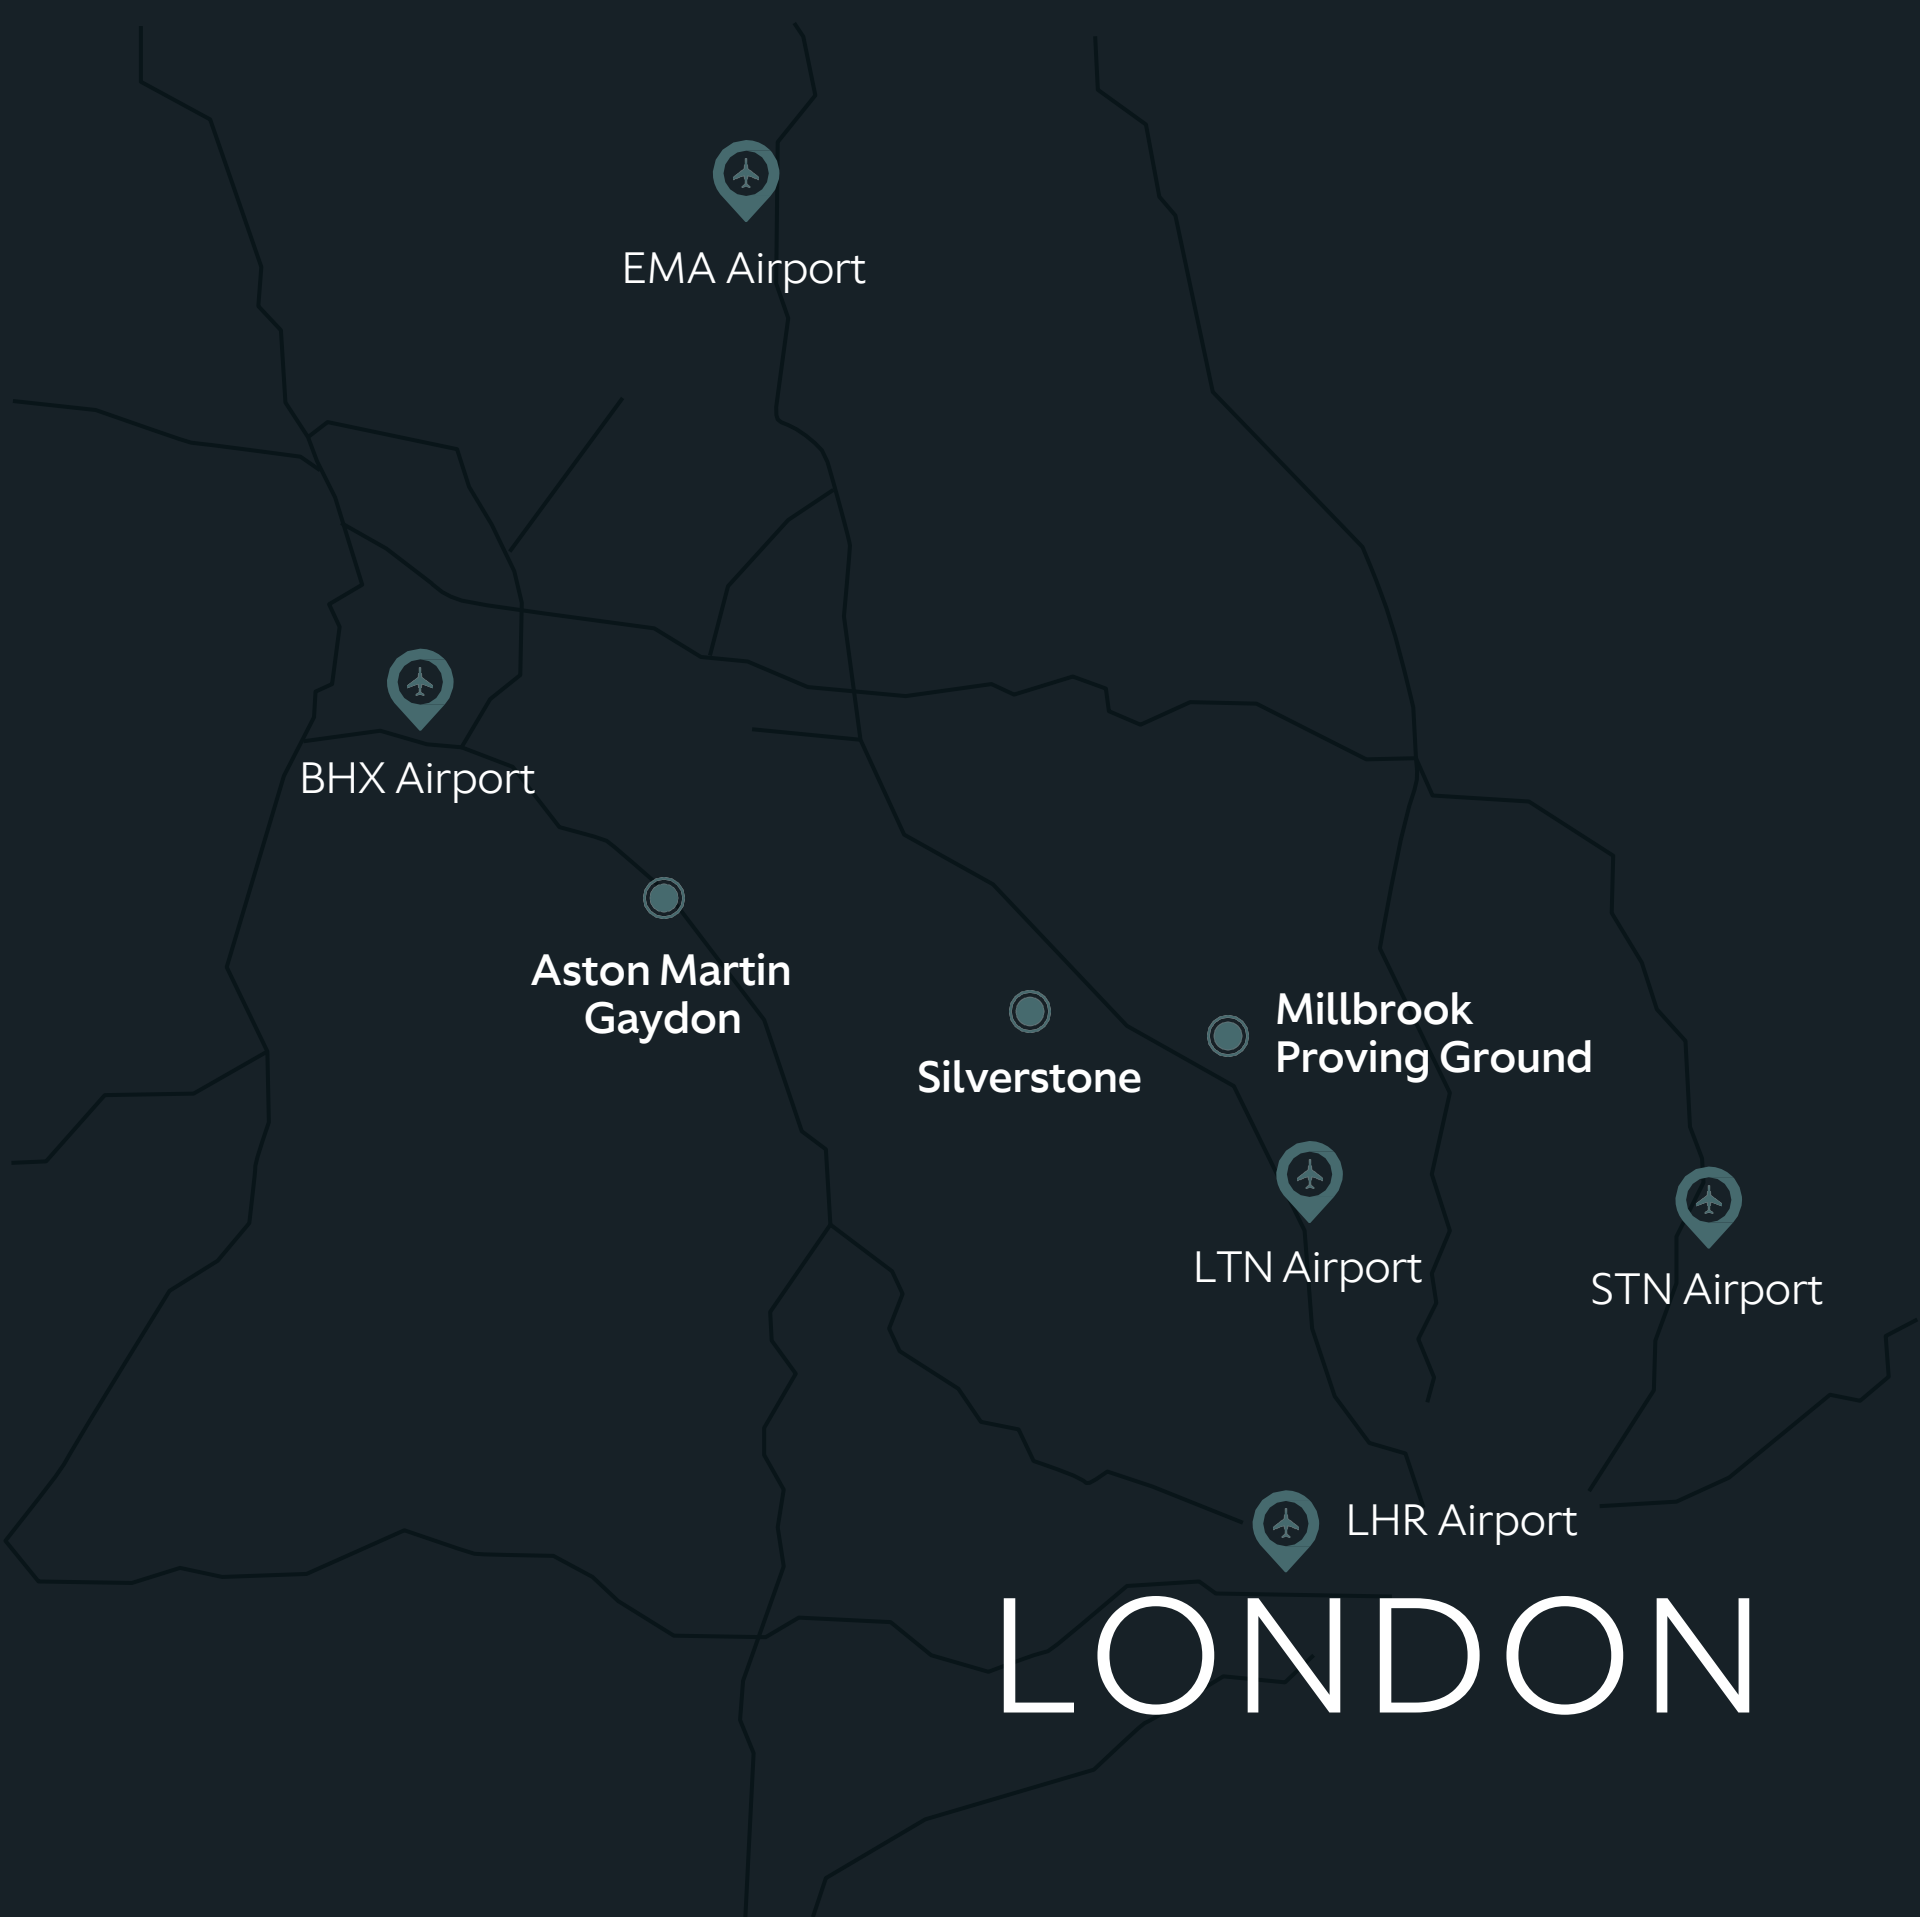 EMA Airport
BHX Airport
Aston Martin
Gaydon
Silverstone
Millbrook
Proving Ground
LTN Airport
STN Airport
LHR Airport
LONDON